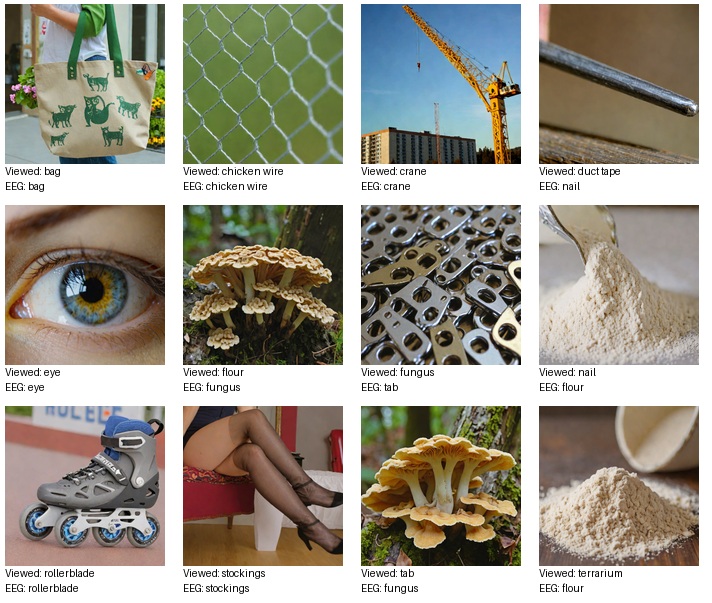 Viewed: bag
EEG: bag
Viewed: chicken wire
EEG: chicken wire
Viewed: crane
EEG: crane
Viewed: duct tape
EEG: nail
Viewed: eye
EEG: eye
Viewed: flour
EEG: fungus
Viewed: fungus
EEG: tab
Viewed: nail
EEG: flour
Viewed: rollerblade
EEG: rollerblade
Viewed: stockings
EEG: stockings
Viewed: tab
EEG: fungus
Viewed: terrarium
EEG: flour